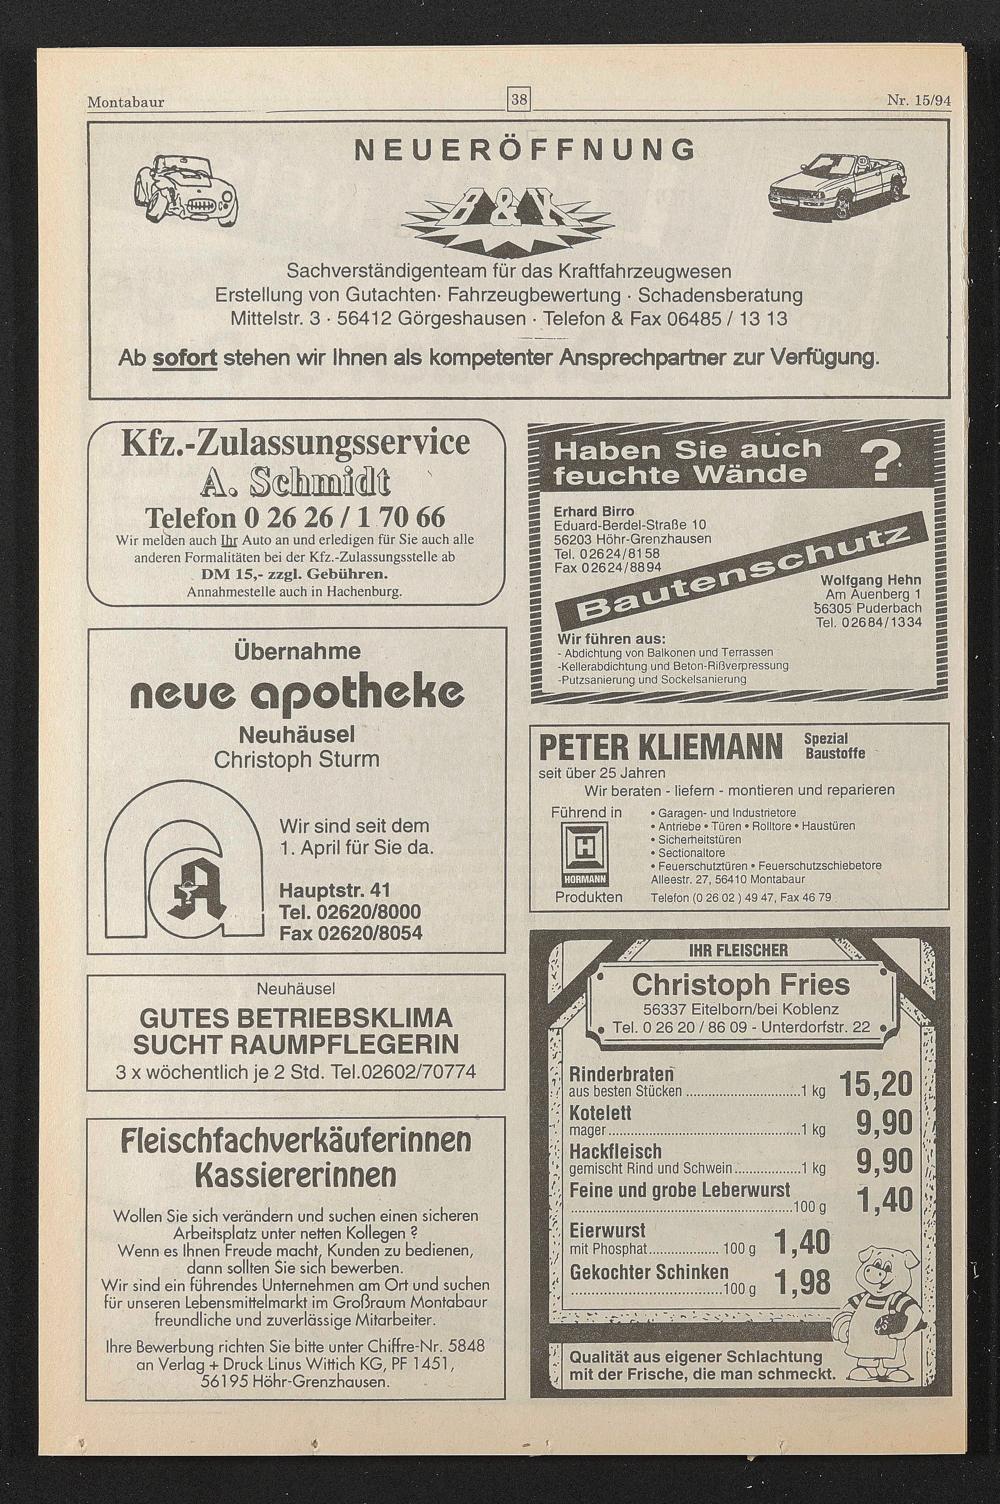 Montabaur
38
Nr. 15/94
NEUERÖFFNUNG
B & K
Sachverständigenteam für das Kraftfahrzeugwesen
Erstellung von Gutachten· Fahrzeugbewertung · Schadensberatung
Mittelstr. 3 · 56412 Görgeshausen · Telefon & Fax 06485 / 13 13
Ab sofort stehen wir Ihnen als kompetenter Ansprechpartner zur Verfügung.
Kfz.-Zulassungsservice
A. Schmidt
Telefon 0 26 26 / 1 70 66
Wir melden auch Ihr Auto an und erledigen für Sie auch alle
anderen Formalitäten bei der Kfz.-Zulassungsstelle ab
DM 15,- zzgl. Gebühren.
Annahmestelle auch in Hachenburg.
Übernahme
neue apotheke
Neuhäusel
Christoph Sturm
A
Wir sind seit dem
1. April für Sie da.
Hauptstr. 41
Tel. 02620/8000
Fax 02620/8054
Neuhäusel
GUTES BETRIEBSKLIMA
SUCHT RAUMPFLEGERIN
3 x wöchentlich je 2 Std. Tel.02602/70774
Fleischfachverkäuferinnen
Kassiererinnen
Wollen Sie sich verändern und suchen einen sicheren
Arbeitsplatz unter netten Kollegen ?
Wenn es Ihnen Freude macht, Kunden zu bedienen,
dann sollten Sie sich bewerben.
Wir sind ein führendes Unternehmen am Ort und suchen
für unseren Lebensmittelmarkt im Großraum Montabaur
freundliche und zuverlässige Mitarbeiter.
Ihre Bewerbung richten Sie bitte unter Chiffre-Nr. 5848
an Verlag + Druck Linus Wittich KG, PF 1451,
56195 Höhr-Grenzhausen.
Haben Sie auch
feuchte Wände ?
Erhard Birro
Eduard-Berdel-Straße 10
56203 Höhr-Grenzhausen
Tel. 02624/8158
Fax 02624/8894
Bautenschutz
Wolfgang Hehn
Am Auenberg 1
56305 Puderbach
Tel. 02684/1334
Wir führen aus:
- Abdichtung von Balkonen und Terrassen
-Kellerabdichtung und Beton-Rißverpressung
-Putzsanierung und Sockelsanierung
PETER KLIEMANN Spezial
Baustoffe
seit über 25 Jahren
Wir beraten - liefern - montieren und reparieren
Führend in
H
HÖRMANN
Produkten
• Garagen- und Industrietore
• Antriebe • Türen • Rolltore • Haustüren
• Sicherheitstüren
• Sectionaltore
• Feuerschutztüren • Feuerschutzschiebetore
Alleestr. 27, 56410 Montabaur
Telefon (0 26 02 ) 49 47, Fax 46 79
IHR FLEISCHER
Christoph Fries
56337 Eitelborn/bei Koblenz
Tel. 0 26 20 / 86 09 - Unterdorfstr. 22
Rinderbraten
aus besten Stücken ..............................1 kg 15,20
Kotelett
mager..................................................1 kg 9,90
Hackfleisch
gemischt Rind und Schwein.................1 kg 9,90
Feine und grobe Leberwurst
..........................................................100 g 1,40
Eierwurst
mit Phosphat.................. 100 g 1,40
Gekochter Schinken
.......................................100 g 1,98
Qualität aus eigener Schlachtung
mit der Frische, die man schmeckt.